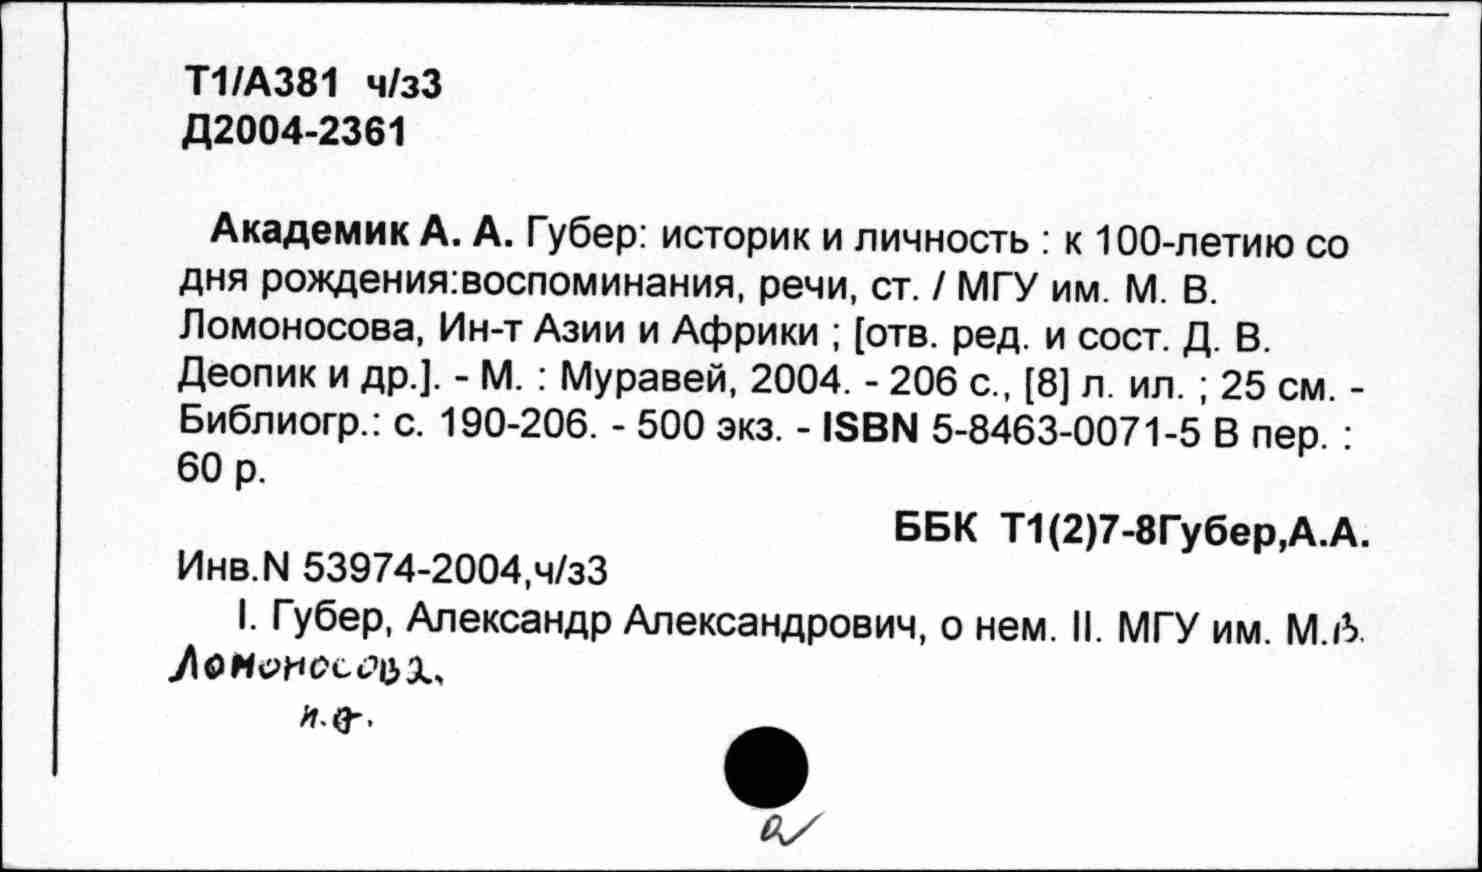 Т1/А381 ч/з3
Д2004-2361
Академик А. А. Губер: историк и личность : к 100-летию со
дня рождения:воспоминания, речи, ст. / МГУ им. М. В.
Ломоносова, Ин-т Азии и Африки ; [отв. ред. и сост. Д. В.
Деопик и др.]. - М. : Муравей, 2004. - 206 с., [8] л. ил. ; 25 см. -
Библиогр.: с. 190-206. - 500 экз. - ISBN 5-8463-0071-5 В пер. :
60 р.
ББК Т1(2)7-8Губер,А.А.
Инв.N 53974-2004,ч/з3
I. Губер, Александр Александрович, о нем. II. МГУ им. М.В.
Ломоносова.